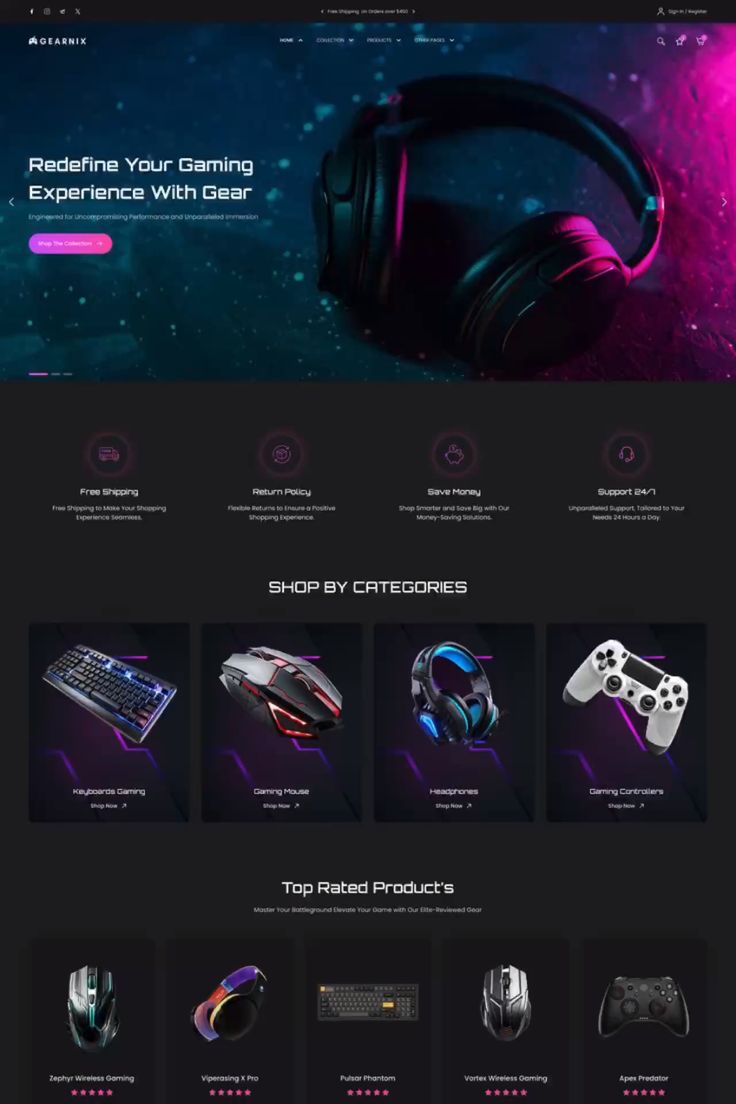 Free Shipping on Orders over $460
Sign In / Register
GEARNIX
HOME
COLLECTION
PRODUCTS
OTHER PAGES
Redefine Your Gaming
Experience With Gear
Engineered for Uncompromising Performance and Unparalleled Immersion
Shop The Collection
Free Shipping
Free Shipping to Make Your Shopping
Experience Seamless.
Return Policy
Flexible Returns to Ensure a Positive
Shopping Experience.
Save Money
Shop Smarter and Save Big with Our
Money-Saving Solutions.
Support 24/7
Unparalleled Support, Tailored to Your
Needs 24 Hours a Day.
SHOP BY CATEGORIES
Keyboards Gaming
Shop Now
Gaming Mouse
Shop Now
Headphones
Shop Now
Gaming Controllers
Shop Now
Top Rated Product's
Master Your Battleground Elevate Your Game with Our Elite-Reviewed Gear
Zephyr Wireless Gaming
Viperasing X Pro
Pulsar Phantom
Vortex Wireless Gaming
Apex Predator